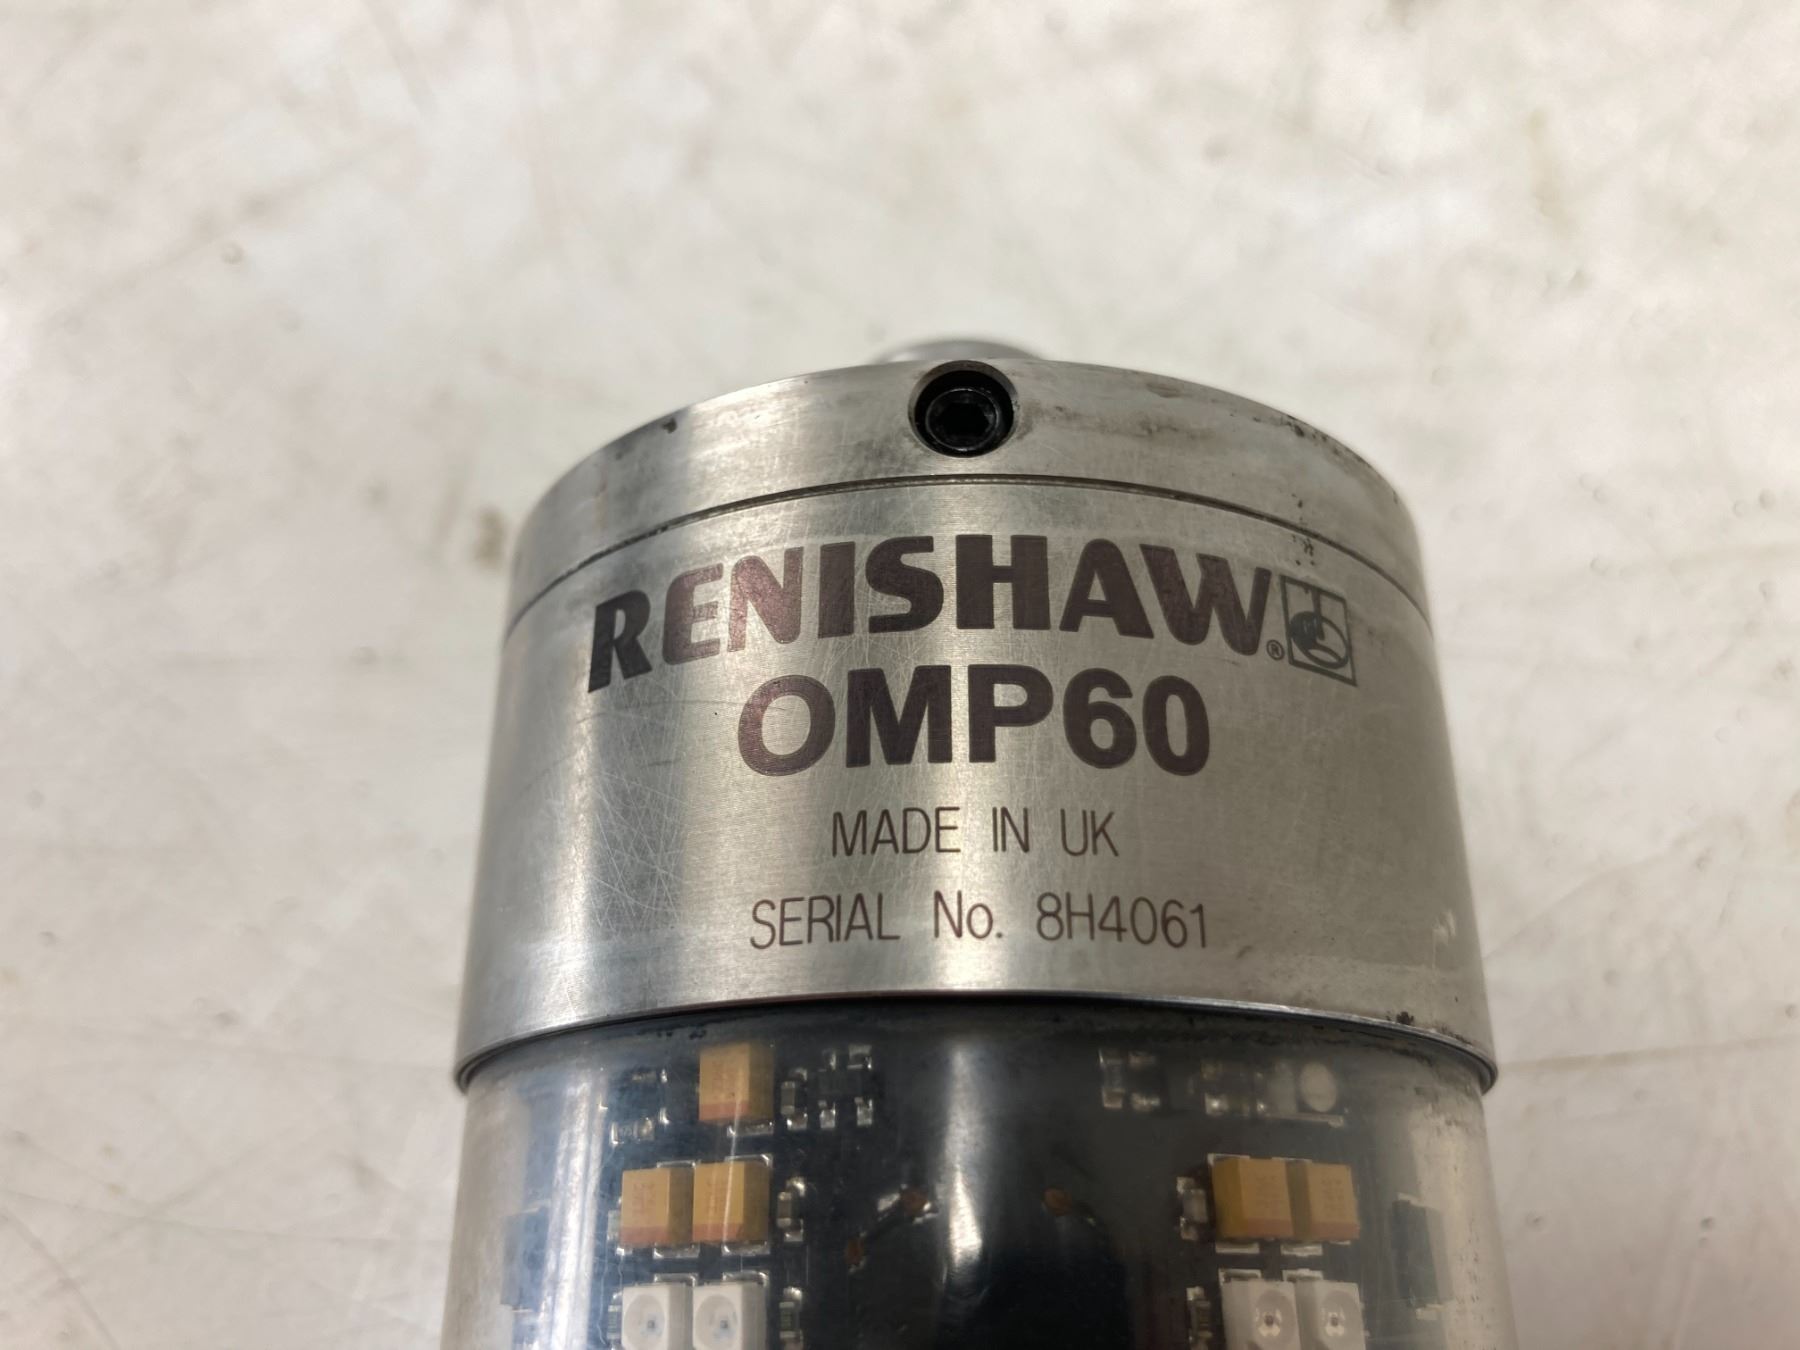 RENISHAW®
OMP60
MADE IN UK
SERIAL No. 8H4061